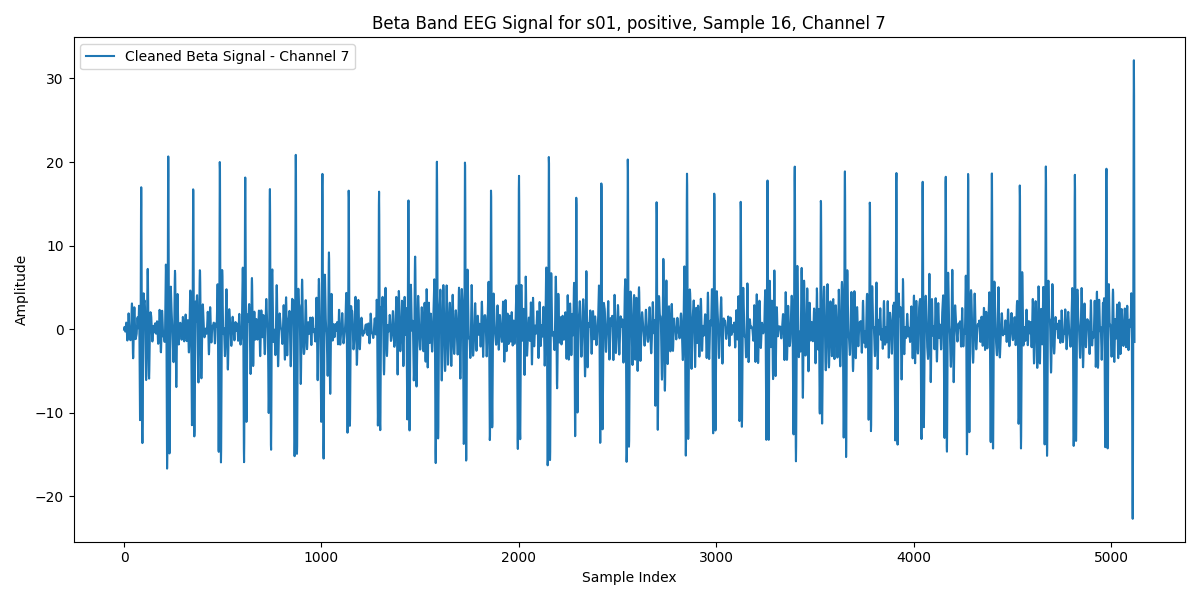 Beta Band EEG Signal for s01, positive, Sample 16, Channel 7
Cleaned Beta Signal - Channel 7
Amplitude
30
20
10
0
−10
−20
0 1000 2000 3000 4000 5000
Sample Index